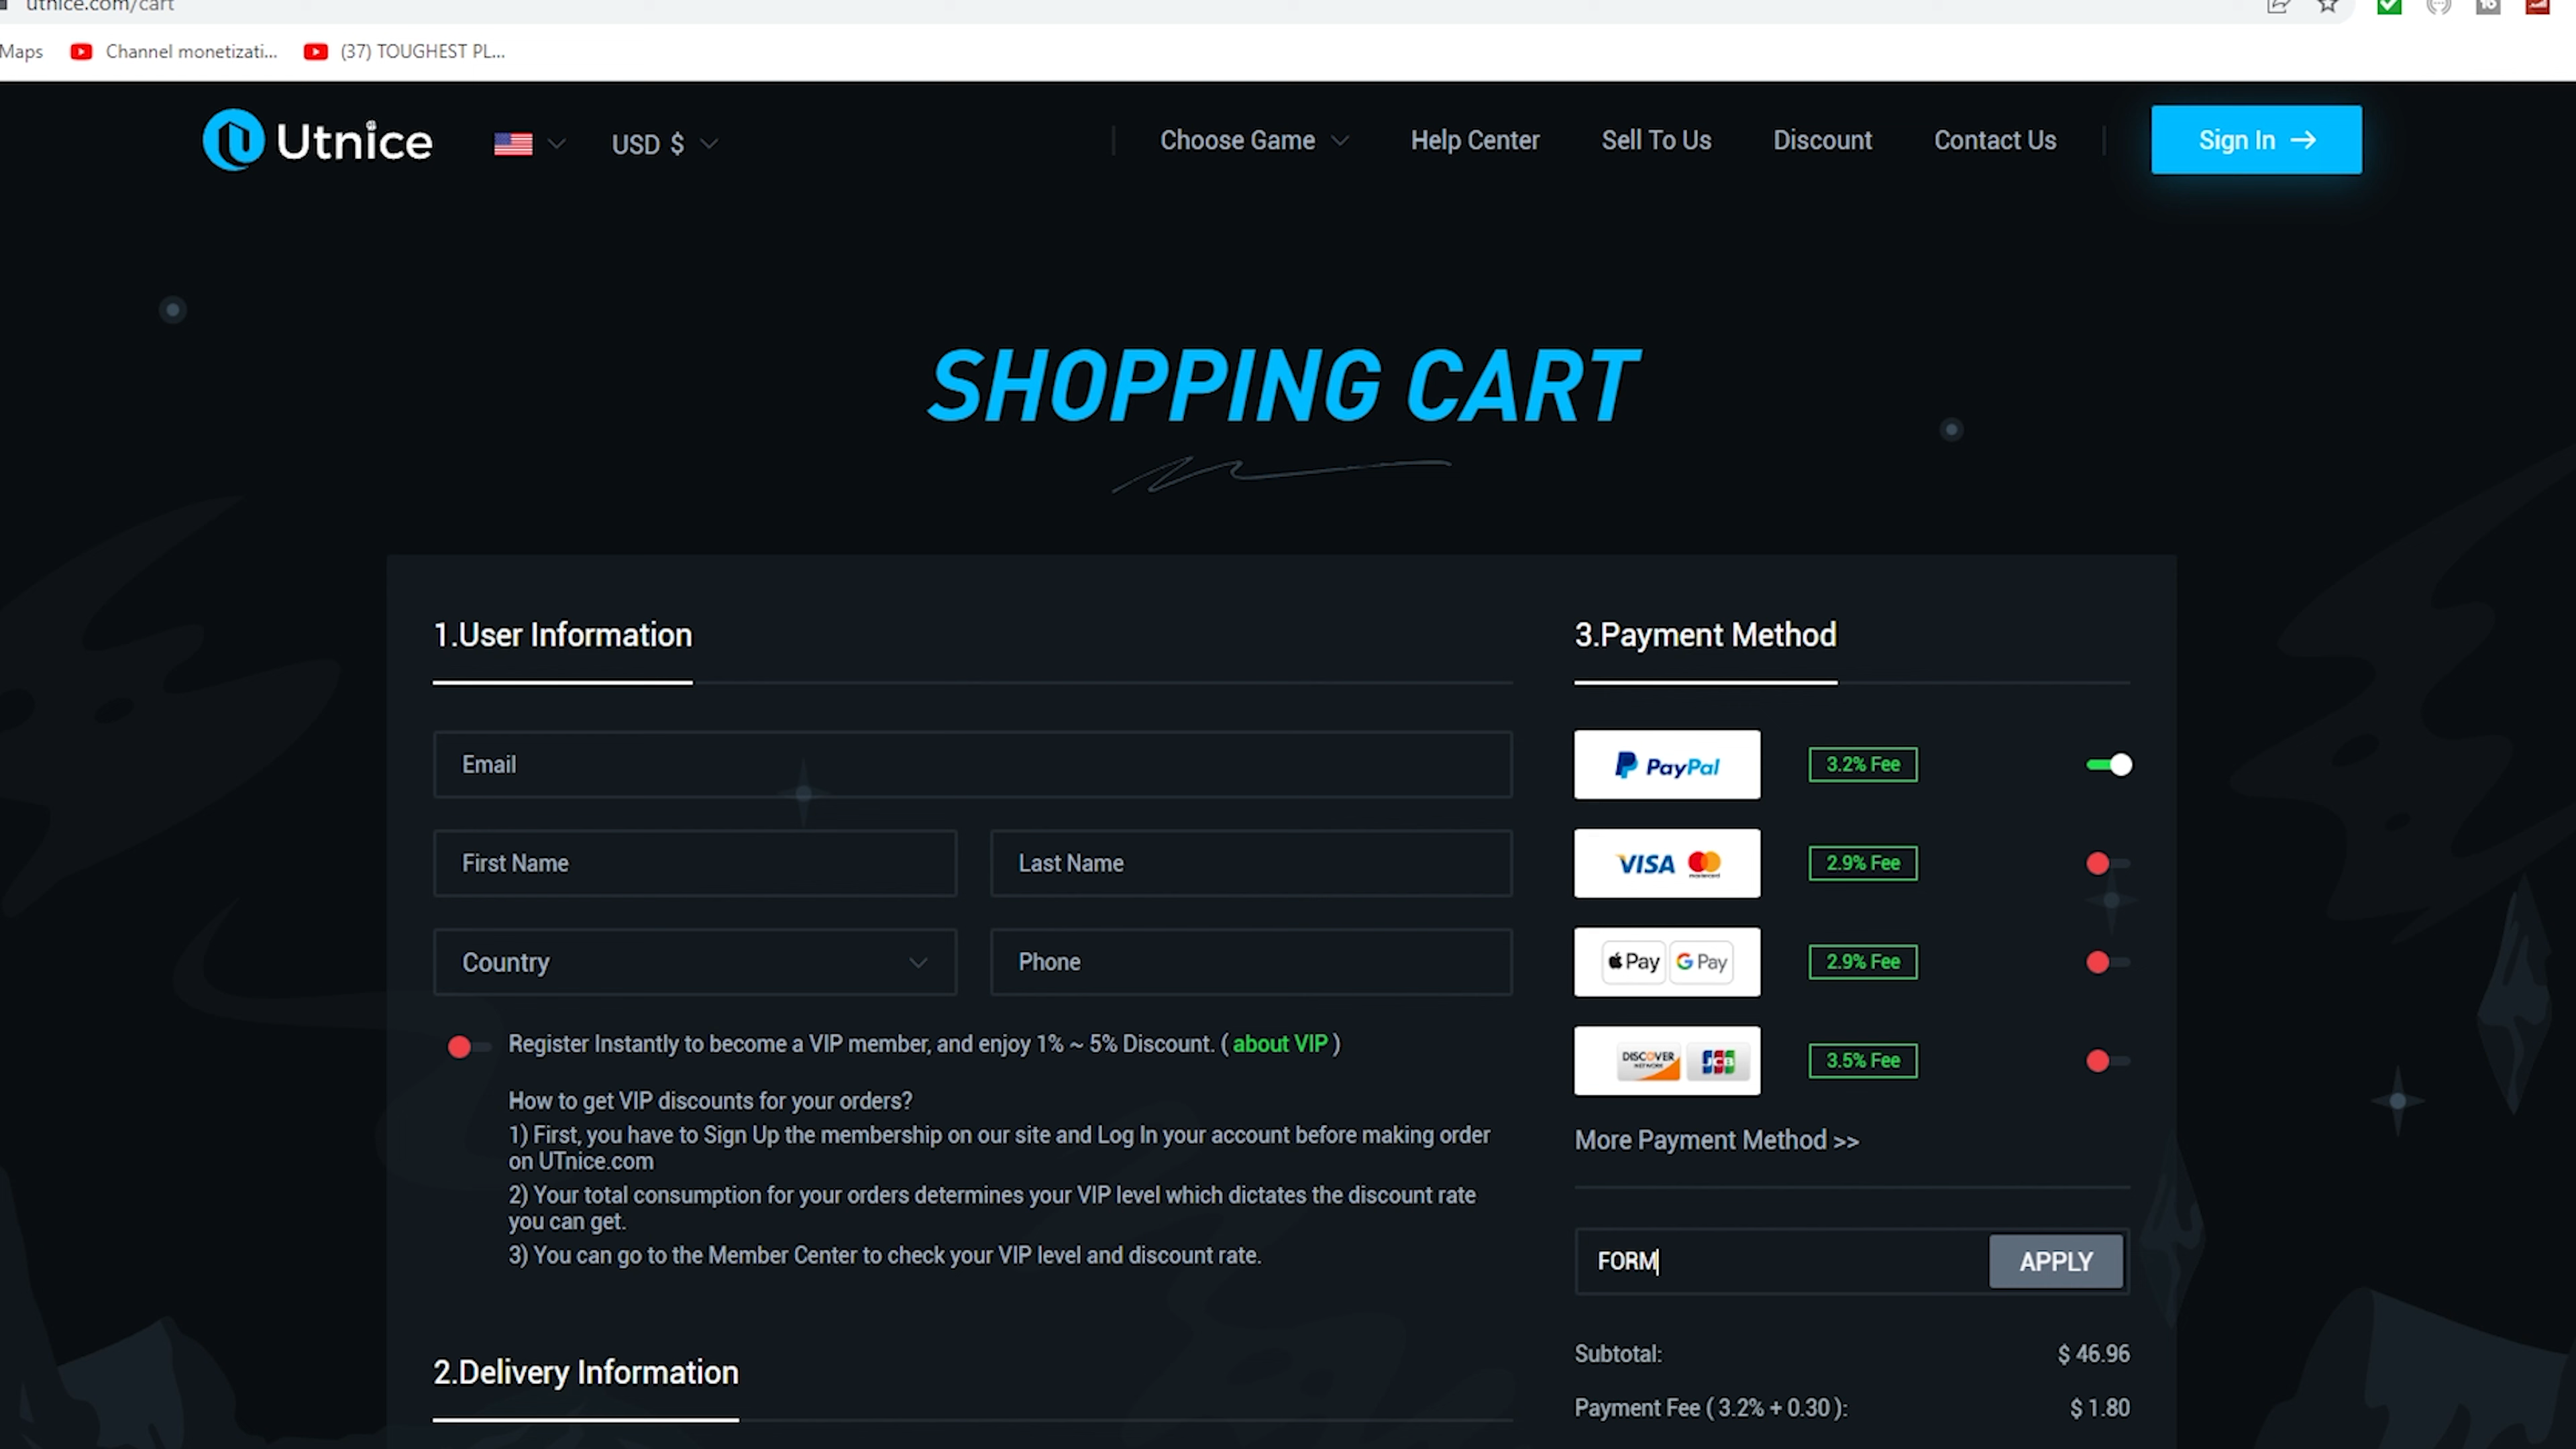 utnice.com/cart
Maps
Channel monetizati...
(37) TOUGHEST PL...
Utnice
USD $
Choose Game
Help Center
Sell To Us
Discount
Contact Us
Sign In
SHOPPING CART
1.User Information
Email
First Name
Last Name
Country
Phone
Register Instantly to become a VIP member, and enjoy 1% ~ 5% Discount. ( about VIP )
How to get VIP discounts for your orders?
1) First, you have to Sign Up the membership on our site and Log In your account before making order
on UTnice.com
2) Your total consumption for your orders determines your VIP level which dictates the discount rate
you can get.
3) You can go to the Member Center to check your VIP level and discount rate.
2.Delivery Information
3.Payment Method
PayPal
3.2% Fee
VISA
mastercard
2.9% Fee
Pay
G Pay
2.9% Fee
DISCOVER
NETWORK
JCB
3.5% Fee
More Payment Method >>
FORM
APPLY
Subtotal:
$ 46.96
Payment Fee ( 3.2% + 0.30 ):
$ 1.80